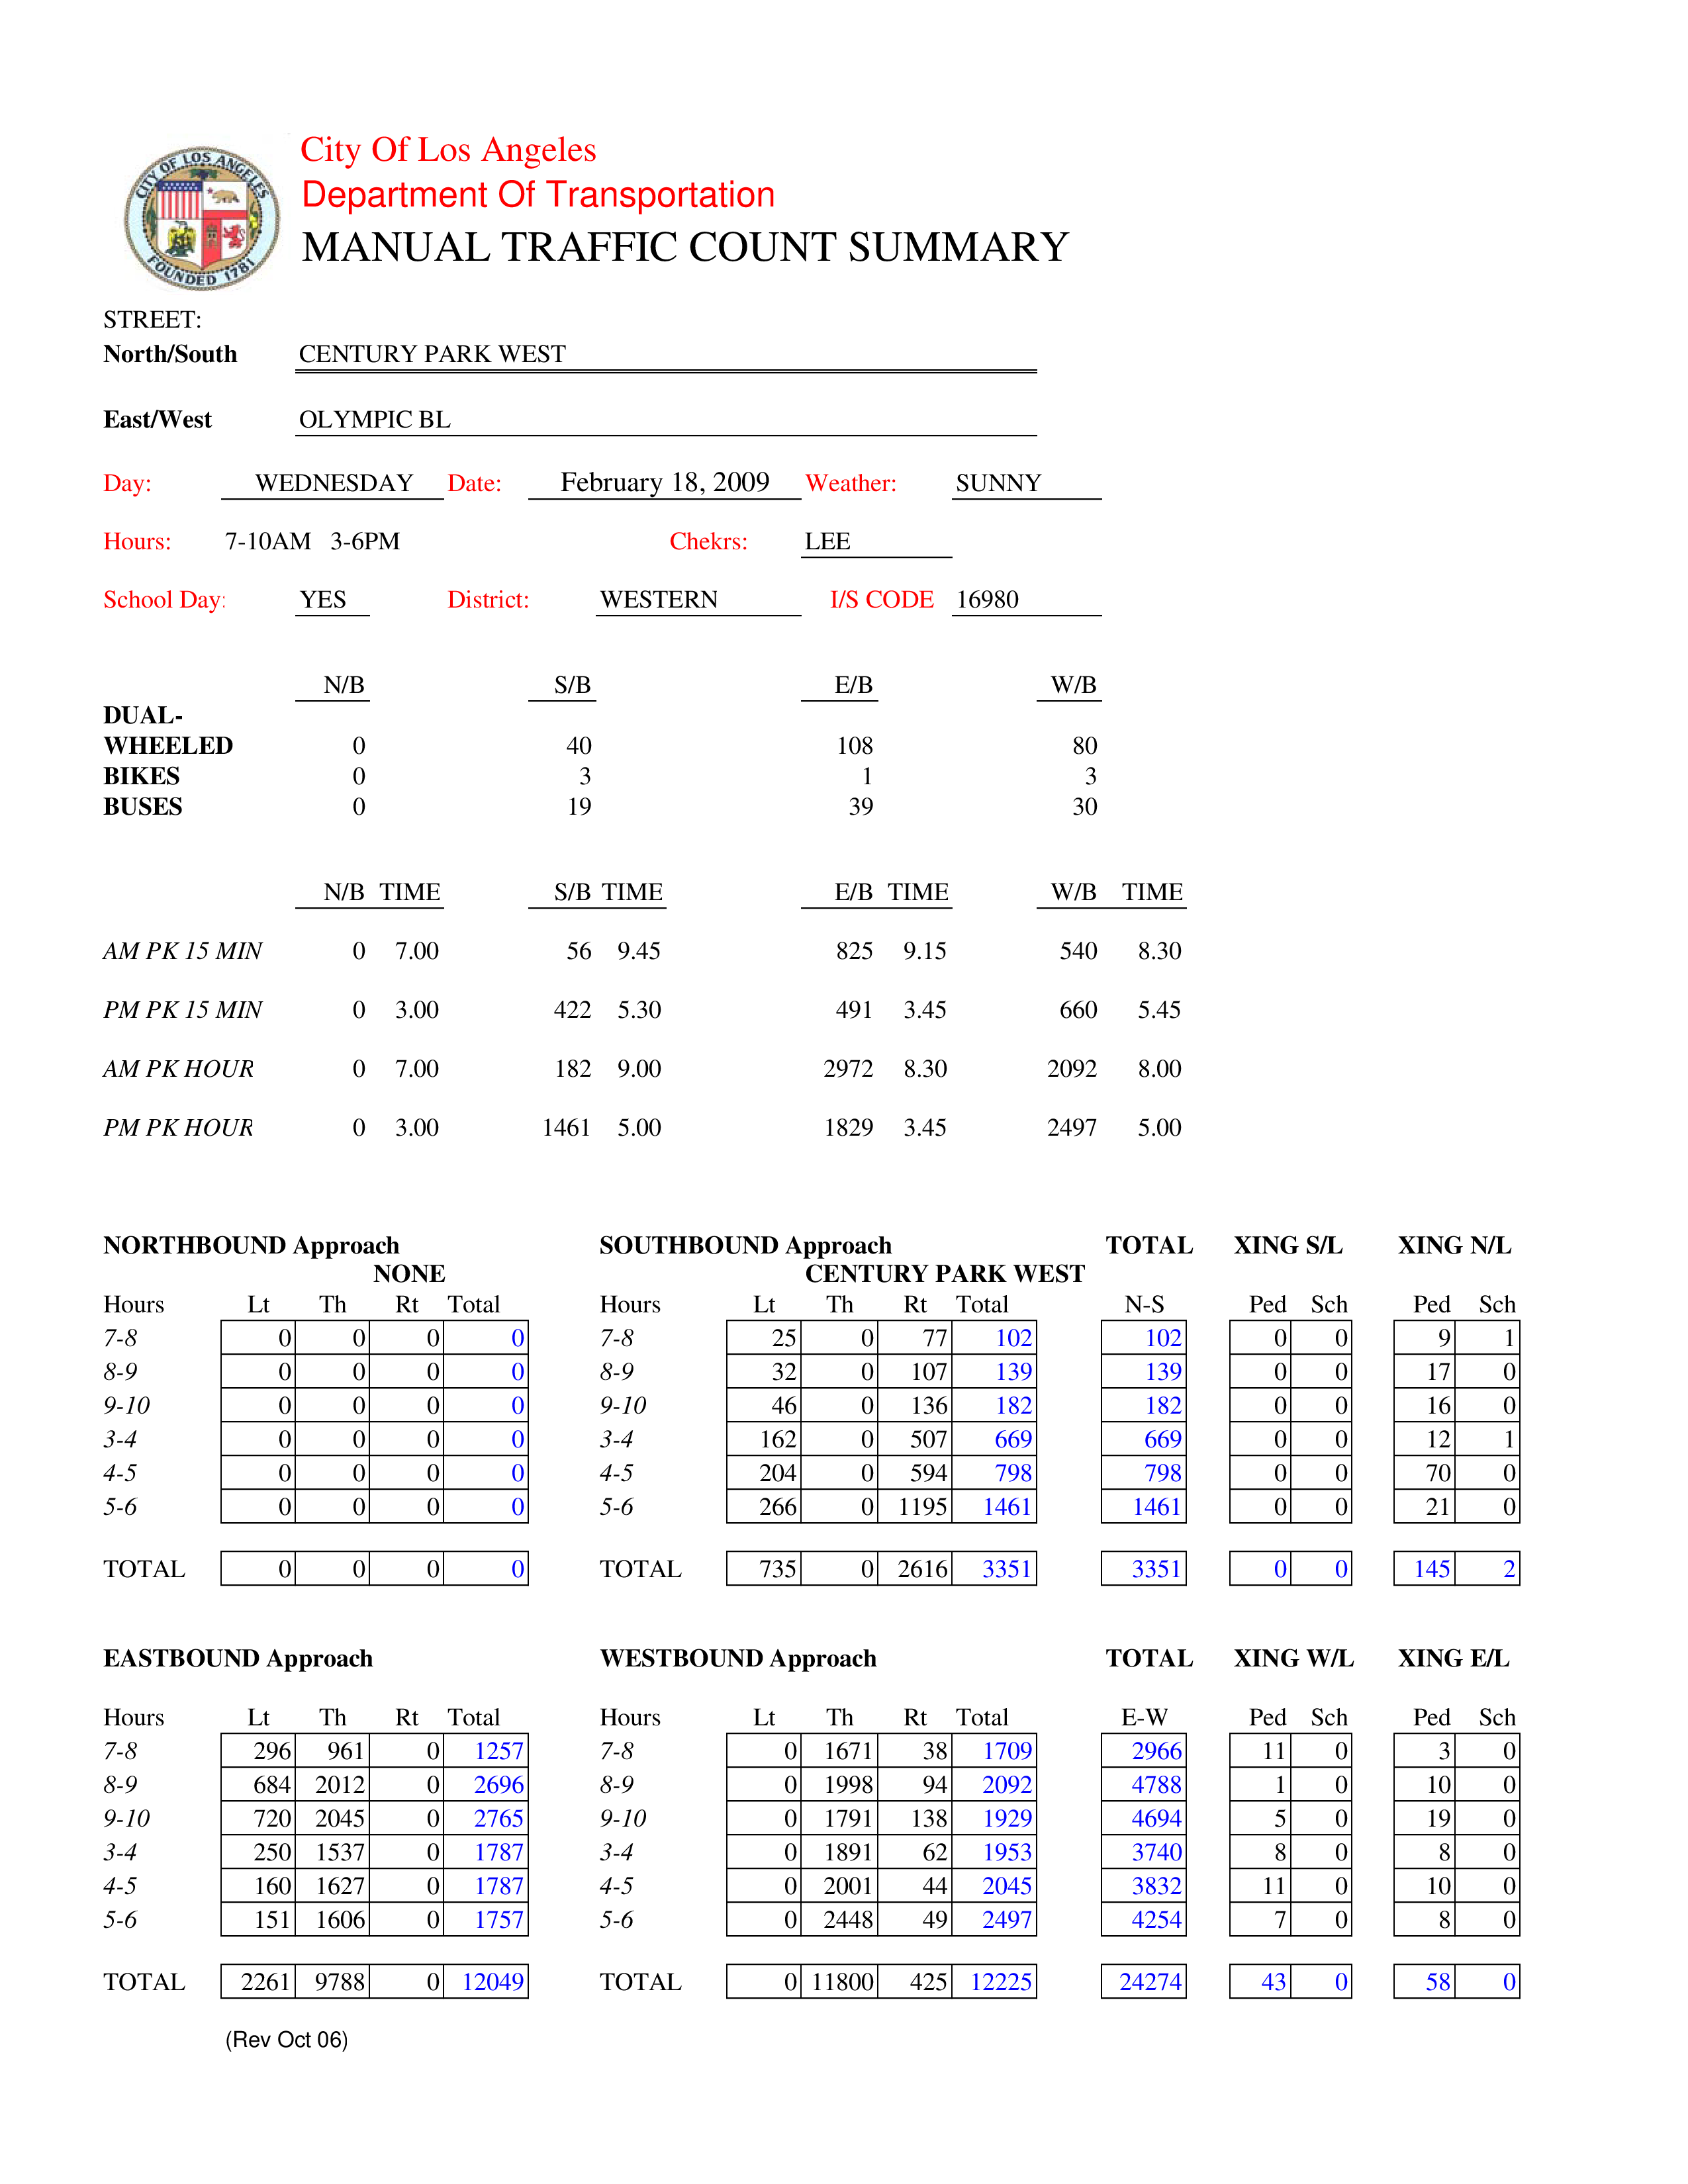 CITY OF LOS ANGELES
FOUNDED 1781
City Of Los Angeles
Department Of Transportation
MANUAL TRAFFIC COUNT SUMMARY
STREET:
North/South CENTURY PARK WEST
East/West OLYMPIC BL
Day: WEDNESDAY Date: February 18, 2009 Weather: SUNNY
Hours: 7-10AM 3-6PM Chekrs: LEE
School Day: YES District: WESTERN I/S CODE 16980
N/B S/B E/B W/B
DUAL-
WHEELED 0 40 108 80
BIKES 0 3 1 3
BUSES 0 19 39 30
N/B TIME S/B TIME E/B TIME W/B TIME
AM PK 15 MIN 0 7.00 56 9.45 825 9.15 540 8.30
PM PK 15 MIN 0 3.00 422 5.30 491 3.45 660 5.45
AM PK HOUR 0 7.00 182 9.00 2972 8.30 2092 8.00
PM PK HOUR 0 3.00 1461 5.00 1829 3.45 2497 5.00
NORTHBOUND Approach SOUTHBOUND Approach TOTAL XING S/L XING N/L
NONE CENTURY PARK WEST
Hours Lt Th Rt Total Hours Lt Th Rt Total N-S Ped Sch Ped Sch
7-8 0 0 0 0 7-8 25 0 77 102 102 0 0 9 1
8-9 0 0 0 0 8-9 32 0 107 139 139 0 0 17 0
9-10 0 0 0 0 9-10 46 0 136 182 182 0 0 16 0
3-4 0 0 0 0 3-4 162 0 507 669 669 0 0 12 1
4-5 0 0 0 0 4-5 204 0 594 798 798 0 0 70 0
5-6 0 0 0 0 5-6 266 0 1195 1461 1461 0 0 21 0
TOTAL 0 0 0 0 TOTAL 735 0 2616 3351 3351 0 0 145 2
EASTBOUND Approach WESTBOUND Approach TOTAL XING W/L XING E/L
Hours Lt Th Rt Total Hours Lt Th Rt Total E-W Ped Sch Ped Sch
7-8 296 961 0 1257 7-8 0 1671 38 1709 2966 11 0 3 0
8-9 684 2012 0 2696 8-9 0 1998 94 2092 4788 1 0 10 0
9-10 720 2045 0 2765 9-10 0 1791 138 1929 4694 5 0 19 0
3-4 250 1537 0 1787 3-4 0 1891 62 1953 3740 8 0 8 0
4-5 160 1627 0 1787 4-5 0 2001 44 2045 3832 11 0 10 0
5-6 151 1606 0 1757 5-6 0 2448 49 2497 4254 7 0 8 0
TOTAL 2261 9788 0 12049 TOTAL 0 11800 425 12225 24274 43 0 58 0
(Rev Oct 06)